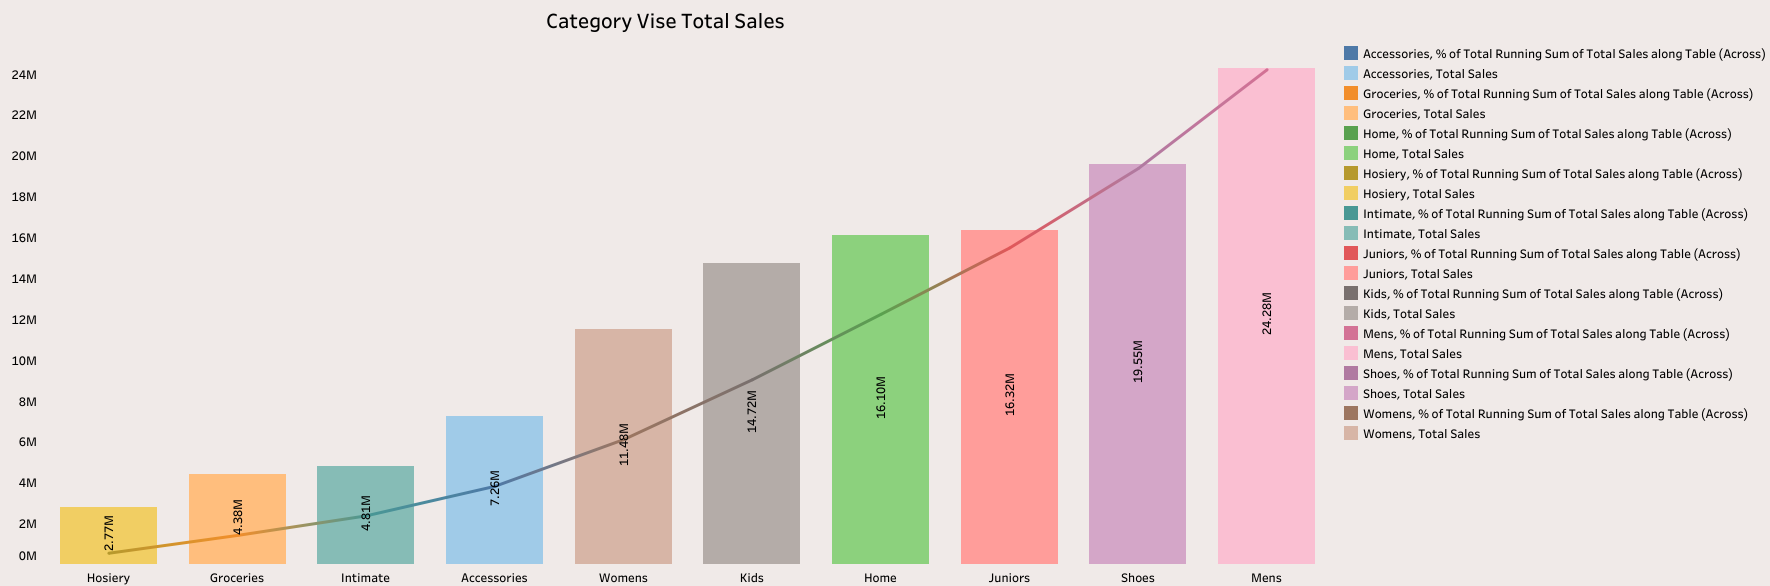 Category Vise Total Sales
24M
22M
20M
18M
16M
14M
12M
10M
8M
6M
4M
2M
0M
2.77M
4.38M
4.81M
7.26M
11.48M
14.72M
16.10M
16.32M
19.55M
24.28M
Hosiery
Groceries
Intimate
Accessories
Womens
Kids
Home
Juniors
Shoes
Mens
Accessories, % of Total Running Sum of Total Sales along Table (Across)
Accessories, Total Sales
Groceries, % of Total Running Sum of Total Sales along Table (Across)
Groceries, Total Sales
Home, % of Total Running Sum of Total Sales along Table (Across)
Home, Total Sales
Hosiery, % of Total Running Sum of Total Sales along Table (Across)
Hosiery, Total Sales
Intimate, % of Total Running Sum of Total Sales along Table (Across)
Intimate, Total Sales
Juniors, % of Total Running Sum of Total Sales along Table (Across)
Juniors, Total Sales
Kids, % of Total Running Sum of Total Sales along Table (Across)
Kids, Total Sales
Mens, % of Total Running Sum of Total Sales along Table (Across)
Mens, Total Sales
Shoes, % of Total Running Sum of Total Sales along Table (Across)
Shoes, Total Sales
Womens, % of Total Running Sum of Total Sales along Table (Across)
Womens, Total Sales